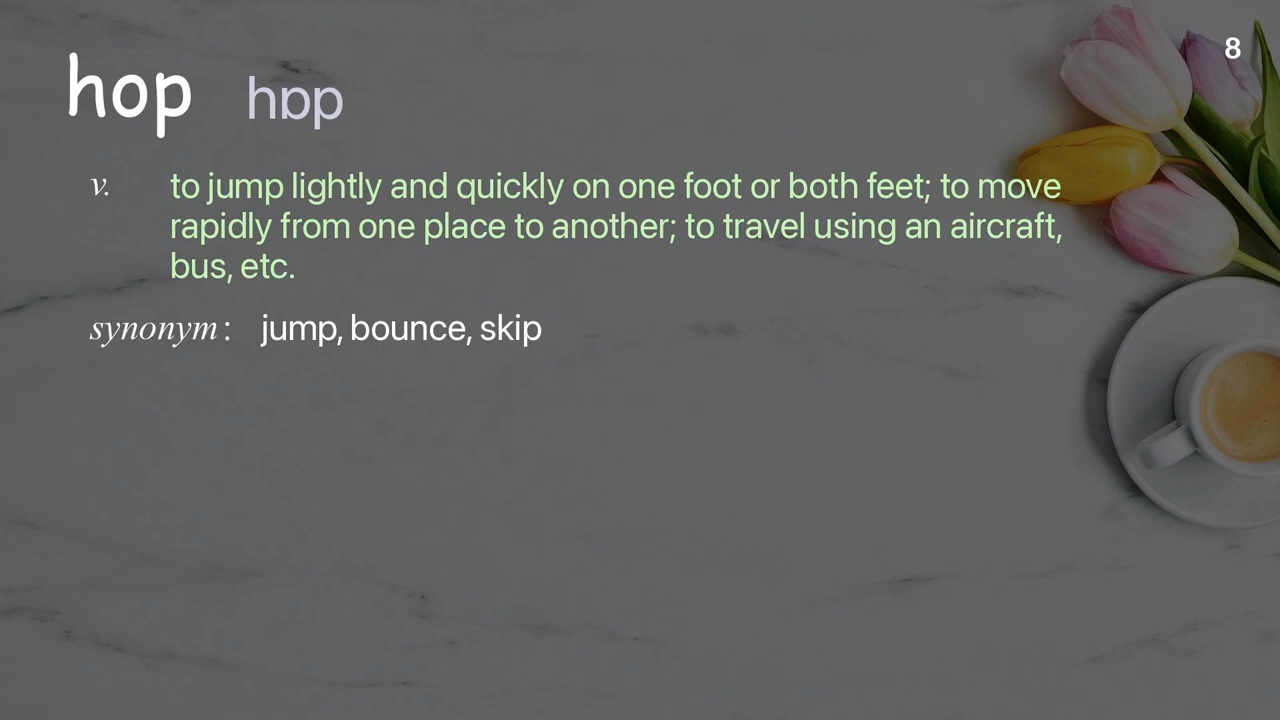 8
hop hɒp
v. to jump lightly and quickly on one foot or both feet; to move
rapidly from one place to another; to travel using an aircraft,
bus, etc.
synonym : jump, bounce, skip